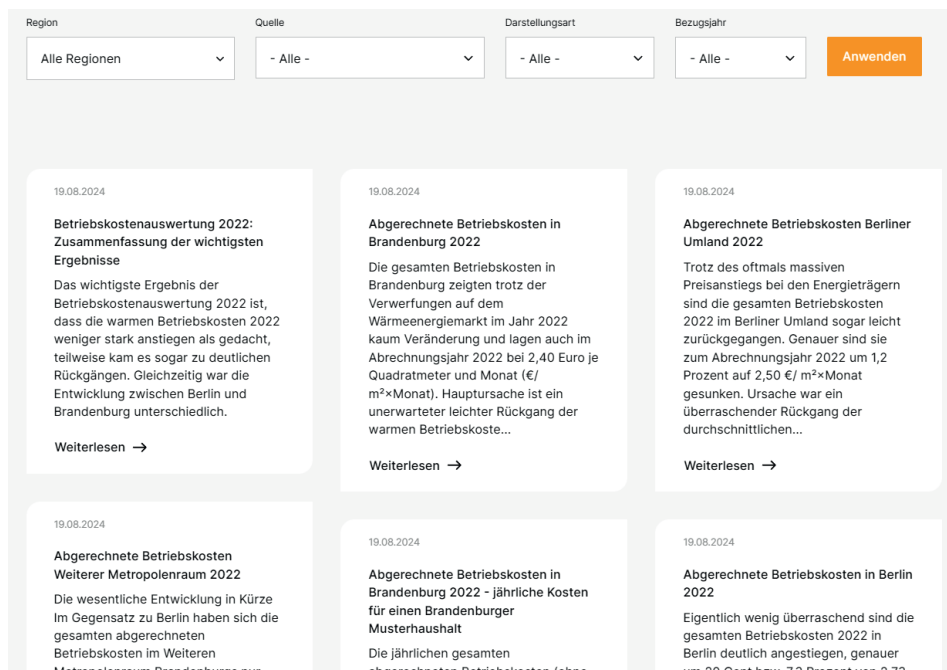 Region
Quelle
Darstellungsart
Bezugsjahr
Alle Regionen
- Alle -
- Alle -
- Alle -
Anwenden
19.08.2024
Betriebskostenauswertung 2022:
Zusammenfassung der wichtigsten
Ergebnisse
Das wichtigste Ergebnis der
Betriebskostenauswertung 2022 ist,
dass die warmen Betriebskosten 2022
weniger stark anstiegen als gedacht,
teilweise kam es sogar zu deutlichen
Rückgängen. Gleichzeitig war die
Entwicklung zwischen Berlin und
Brandenburg unterschiedlich.
Weiterlesen →
19.08.2024
Abgerechnete Betriebskosten in
Brandenburg 2022
Die gesamten Betriebskosten in
Brandenburg zeigten trotz der
Verwerfungen auf dem
Wärmeenergiemarkt im Jahr 2022
kaum Veränderung und lagen auch im
Abrechnungsjahr 2022 bei 2,40 Euro je
Quadratmeter und Monat (€/
m²×Monat). Hauptursache ist ein
unerwarteter leichter Rückgang der
warmen Betriebskoste...
Weiterlesen →
19.08.2024
Abgerechnete Betriebskosten Berliner
Umland 2022
Trotz des oftmals massiven
Preisanstiegs bei den Energieträgern
sind die gesamten Betriebskosten
2022 im Berliner Umland sogar leicht
zurückgegangen. Genauer sind sie
zum Abrechnungsjahr 2022 um 1,2
Prozent auf 2,50 €/ m²×Monat
gesunken. Ursache war ein
überraschender Rückgang der
durchschnittlichen...
Weiterlesen →
19.08.2024
Abgerechnete Betriebskosten
Weiterer Metropolenraum 2022
Die wesentliche Entwicklung in Kürze
Im Gegensatz zu Berlin haben sich die
gesamten abgerechneten
Betriebskosten im Weiteren
Metropolenraum Brandenburgs nur
19.08.2024
Abgerechnete Betriebskosten in
Brandenburg 2022 - jährliche Kosten
für einen Brandenburger
Musterhaushalt
Die jährlichen gesamten
abgerechneten Betriebskosten (ohne
19.08.2024
Abgerechnete Betriebskosten in Berlin
2022
Eigentlich wenig überraschend sind die
gesamten Betriebskosten 2022 in
Berlin deutlich angestiegen, genauer
um Cent bzw. Prozent von